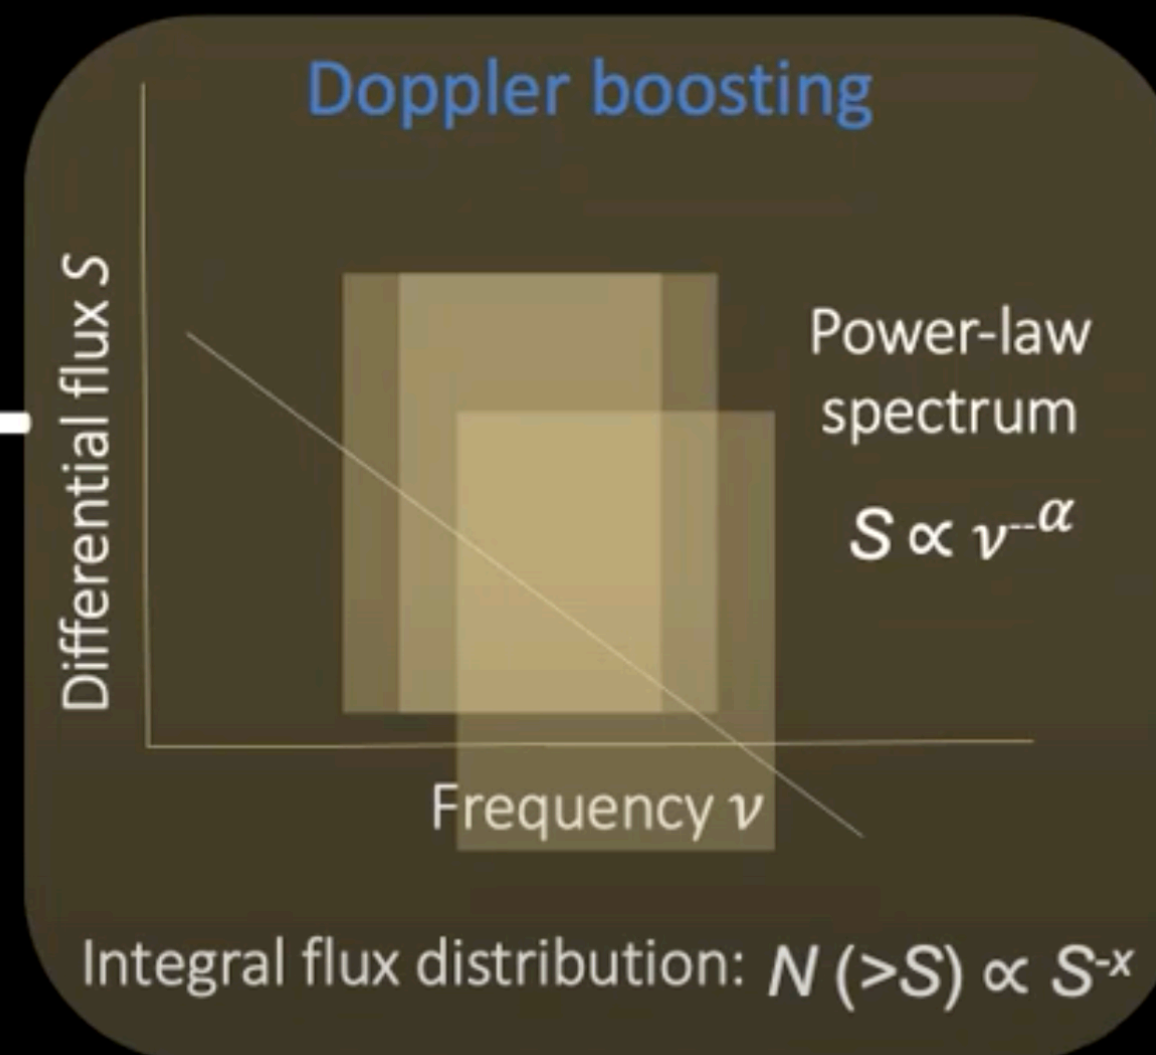 Doppler boosting
Differential flux S
Power-law
spectrum
S ∝ ν⁻⁻ᵅ
Frequency ν
Integral flux distribution: N (>S) ∝ S⁻ˣ